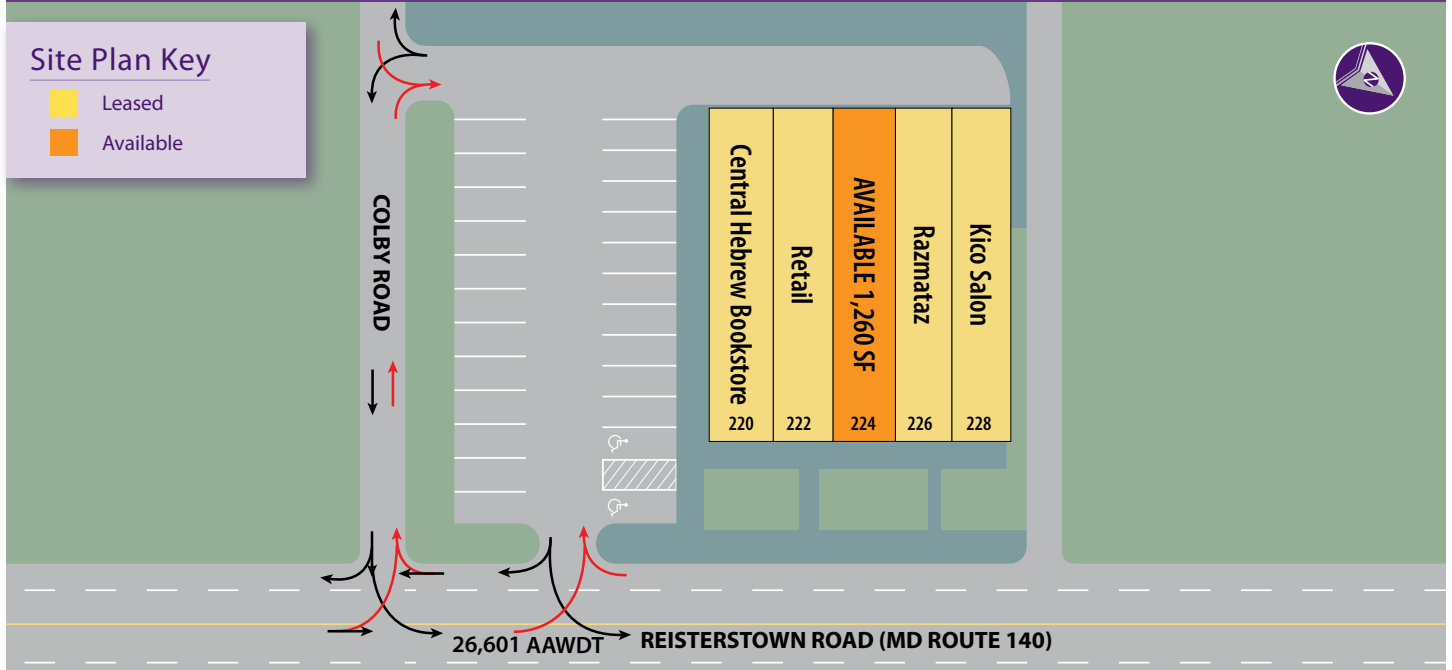 Site Plan Key
Leased
Available
N
COLBY ROAD
Central Hebrew Bookstore
220
Retail
222
AVAILABLE 1,260 SF
224
Razmataz
226
Kico Salon
228
26,601 AAWDT
REISTERSTOWN ROAD (MD ROUTE 140)